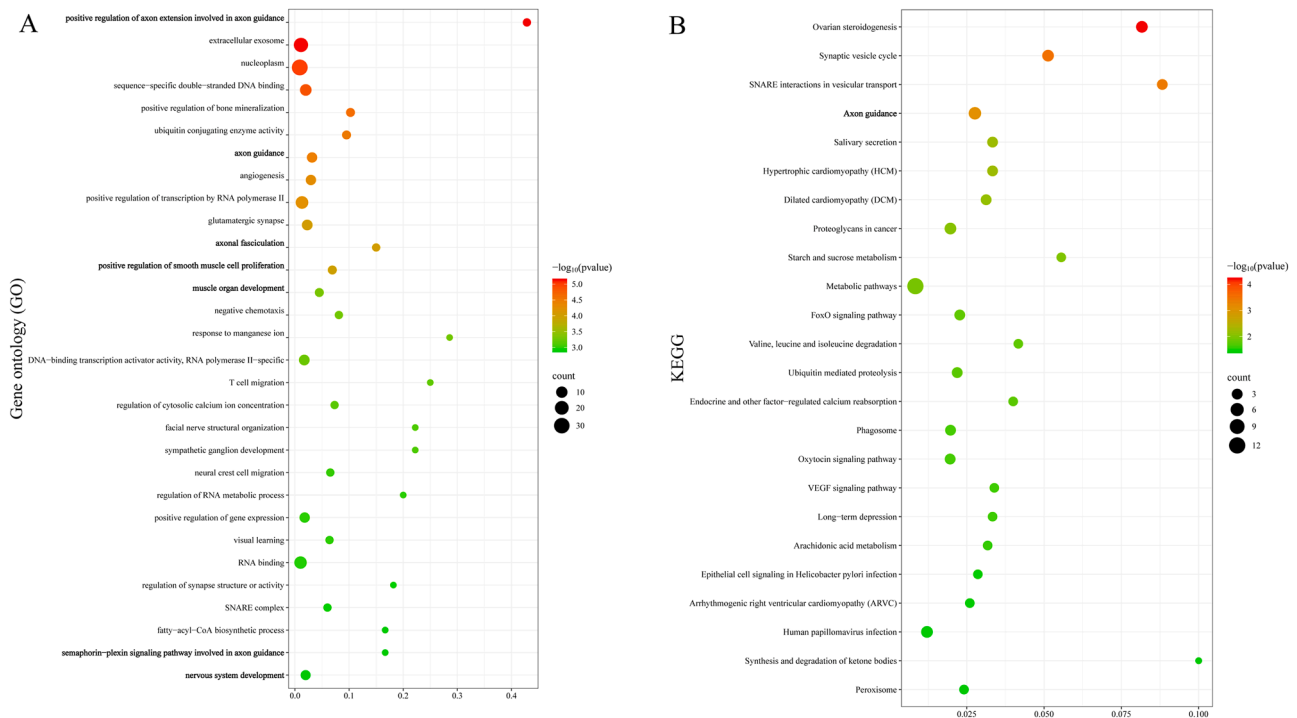 A
Gene ontology (GO)
positive regulation of axon extension involved in axon guidance
extracellular exosome
nucleoplasm
sequence−specific double−stranded DNA binding
positive regulation of bone mineralization
ubiquitin conjugating enzyme activity
axon guidance
angiogenesis
positive regulation of transcription by RNA polymerase II
glutamatergic synapse
axonal fasciculation
positive regulation of smooth muscle cell proliferation
muscle organ development
negative chemotaxis
response to manganese ion
DNA−binding transcription activator activity, RNA polymerase II−specific
T cell migration
regulation of cytosolic calcium ion concentration
facial nerve structural organization
sympathetic ganglion development
neural crest cell migration
regulation of RNA metabolic process
positive regulation of gene expression
visual learning
RNA binding
regulation of synapse structure or activity
SNARE complex
fatty−acyl−CoA biosynthetic process
semaphorin−plexin signaling pathway involved in axon guidance
nervous system development
0.0 0.1 0.2 0.3 0.4
−log10(pvalue)
5.0
4.5
4.0
3.5
3.0
count
10
20
30
B
KEGG
Ovarian steroidogenesis
Synaptic vesicle cycle
SNARE interactions in vesicular transport
Axon guidance
Salivary secretion
Hypertrophic cardiomyopathy (HCM)
Dilated cardiomyopathy (DCM)
Proteoglycans in cancer
Starch and sucrose metabolism
Metabolic pathways
FoxO signaling pathway
Valine, leucine and isoleucine degradation
Ubiquitin mediated proteolysis
Endocrine and other factor−regulated calcium reabsorption
Phagosome
Oxytocin signaling pathway
VEGF signaling pathway
Long−term depression
Arachidonic acid metabolism
Epithelial cell signaling in Helicobacter pylori infection
Arrhythmogenic right ventricular cardiomyopathy (ARVC)
Human papillomavirus infection
Synthesis and degradation of ketone bodies
Peroxisome
0.025 0.050 0.075 0.100
−log10(pvalue)
4
3
2
count
3
6
9
12